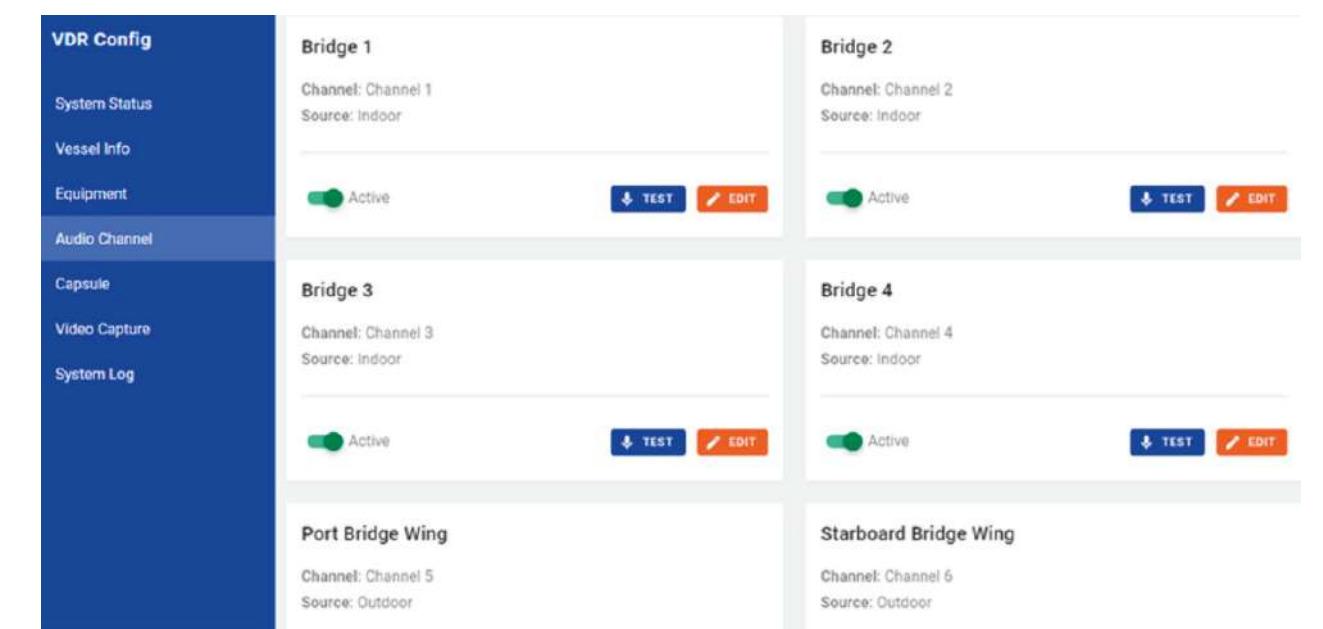 VDR Config
System Status
Vessel Info
Equipment
Audio Channel
Capsule
Video Capture
System Log
Bridge 1
Channel: Channel 1
Source: Indoor
Active
TEST
EDIT
Bridge 2
Channel: Channel 2
Source: Indoor
Active
TEST
EDIT
Bridge 3
Channel: Channel 3
Source: Indoor
Active
TEST
EDIT
Bridge 4
Channel: Channel 4
Source: Indoor
Active
TEST
EDIT
Port Bridge Wing
Channel: Channel 5
Source: Outdoor
Starboard Bridge Wing
Channel: Channel 6
Source: Outdoor